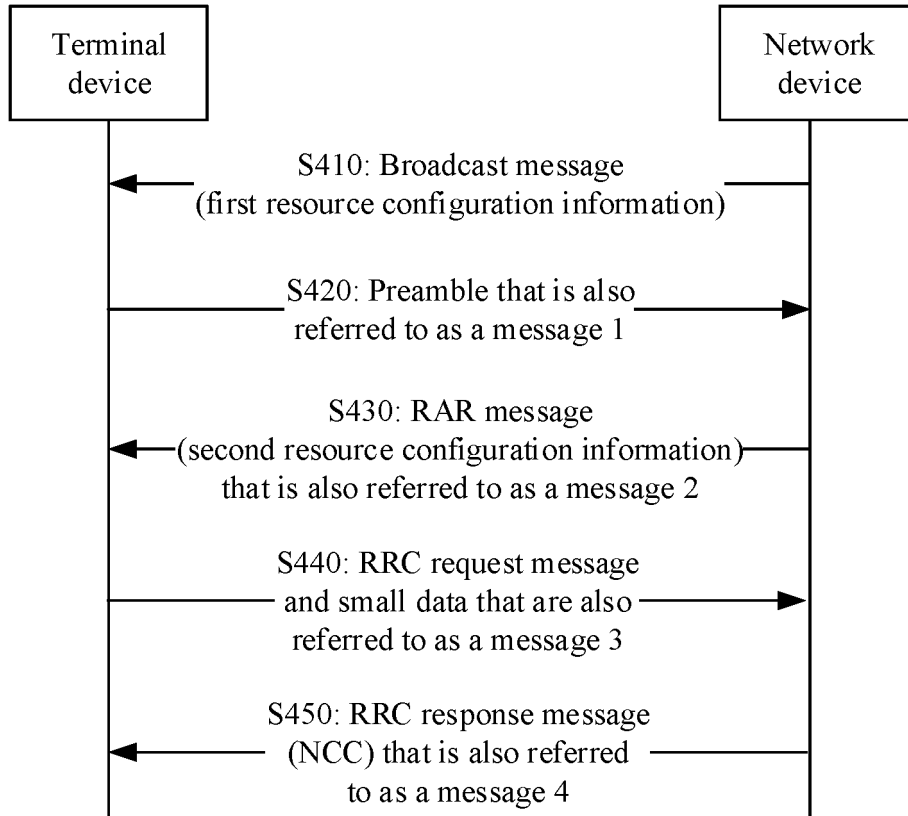 Terminal
device
Network
device
S410: Broadcast message
(first resource configuration information)
S420: Preamble that is also
referred to as a message 1
S430: RAR message
(second resource configuration information)
that is also referred to as a message 2
S440: RRC request message
and small data that are also
referred to as a message 3
S450: RRC response message
(NCC) that is also referred
to as a message 4